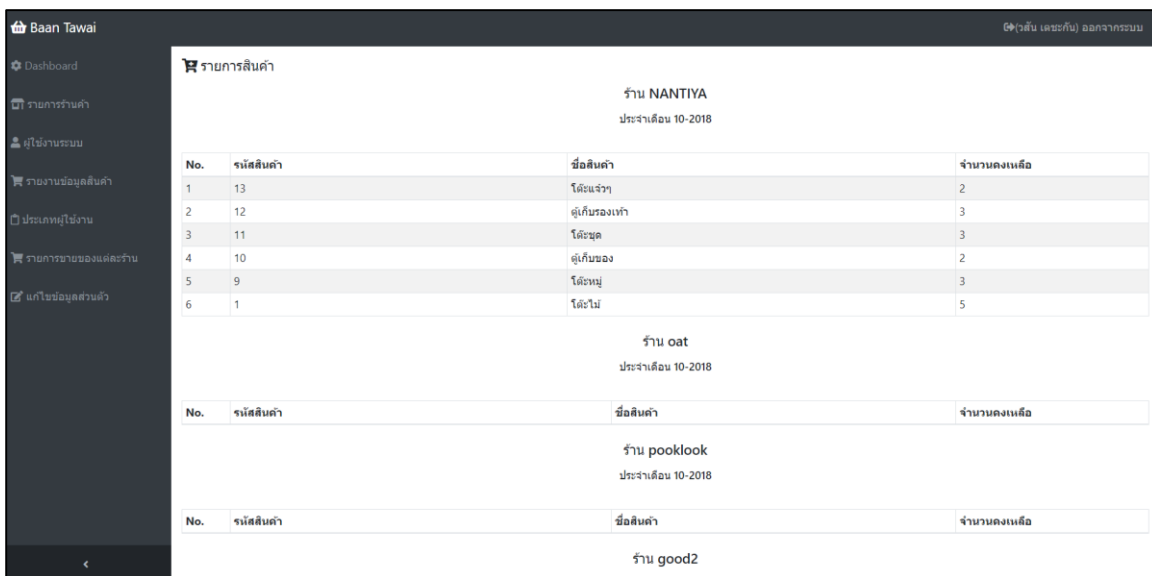 Baan Tawai
(วสัน เดชะกัน) ออกจากระบบ
Dashboard
รายการร้านค้า
ผู้ใช้งานระบบ
รายงานข้อมูลสินค้า
ประเภทผู้ใช้งาน
รายการขายของแต่ละร้าน
แก้ไขข้อมูลส่วนตัว
รายการสินค้า
ร้าน NANTIYA
ประจำเดือน 10-2018
No. รหัสสินค้า ชื่อสินค้า จำนวนคงเหลือ
1 13 โต๊ะแจ๋วๆ 2
2 12 ตู้เก็บรองเท้า 3
3 11 โต๊ะชุด 3
4 10 ตู้เก็บของ 2
5 9 โต๊ะหมู่ 3
6 1 โต๊ะไม้ 5
ร้าน oat
ประจำเดือน 10-2018
No. รหัสสินค้า ชื่อสินค้า จำนวนคงเหลือ
ร้าน pooklook
ประจำเดือน 10-2018
No. รหัสสินค้า ชื่อสินค้า จำนวนคงเหลือ
ร้าน good2